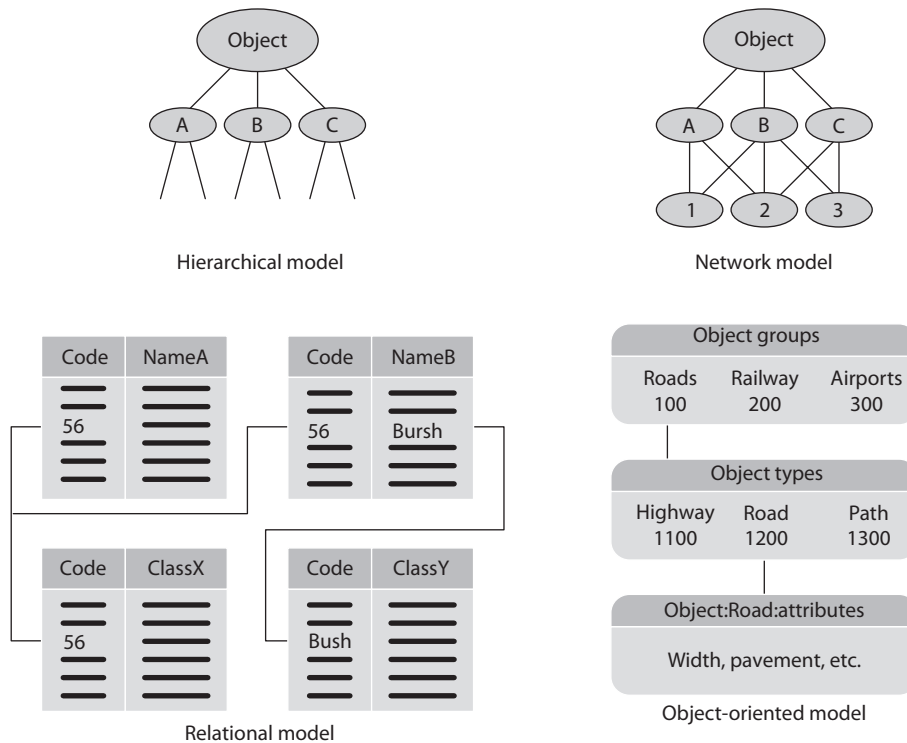 Object
A B C
Hierarchical model
Object
A B C
1 2 3
Network model
Code NameA
56
Code NameB
56 Bursh
Code ClassX
56
Code ClassY
Bush
Relational model
Object groups
Roads Railway Airports
100 200 300
Object types
Highway Road Path
1100 1200 1300
Object:Road:attributes
Width, pavement, etc.
Object-oriented model